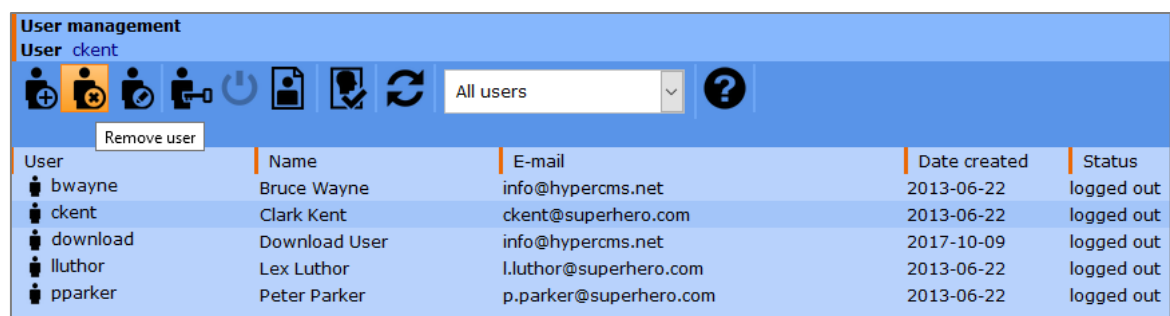 User management
User ckent
All users
?
Remove user
User Name E-mail Date created Status
bwayne Bruce Wayne info@hypercms.net 2013-06-22 logged out
ckent Clark Kent ckent@superhero.com 2013-06-22 logged out
download Download User info@hypercms.net 2017-10-09 logged out
lluthor Lex Luthor l.luthor@superhero.com 2013-06-22 logged out
pparker Peter Parker p.parker@superhero.com 2013-06-22 logged out